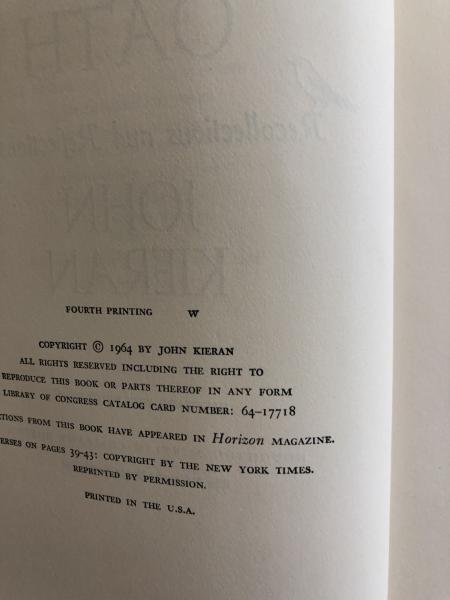 FOURTH PRINTING W
COPYRIGHT © 1964 BY JOHN KIERAN
ALL RIGHTS RESERVED INCLUDING THE RIGHT TO
REPRODUCE THIS BOOK OR PARTS THEREOF IN ANY FORM
LIBRARY OF CONGRESS CATALOG CARD NUMBER: 64-17718
FROM THIS BOOK HAVE APPEARED IN Horizon MAGAZINE.
ON PAGES 39-43: COPYRIGHT BY THE NEW YORK TIMES.
REPRINTED BY PERMISSION.
PRINTED IN THE U.S.A.